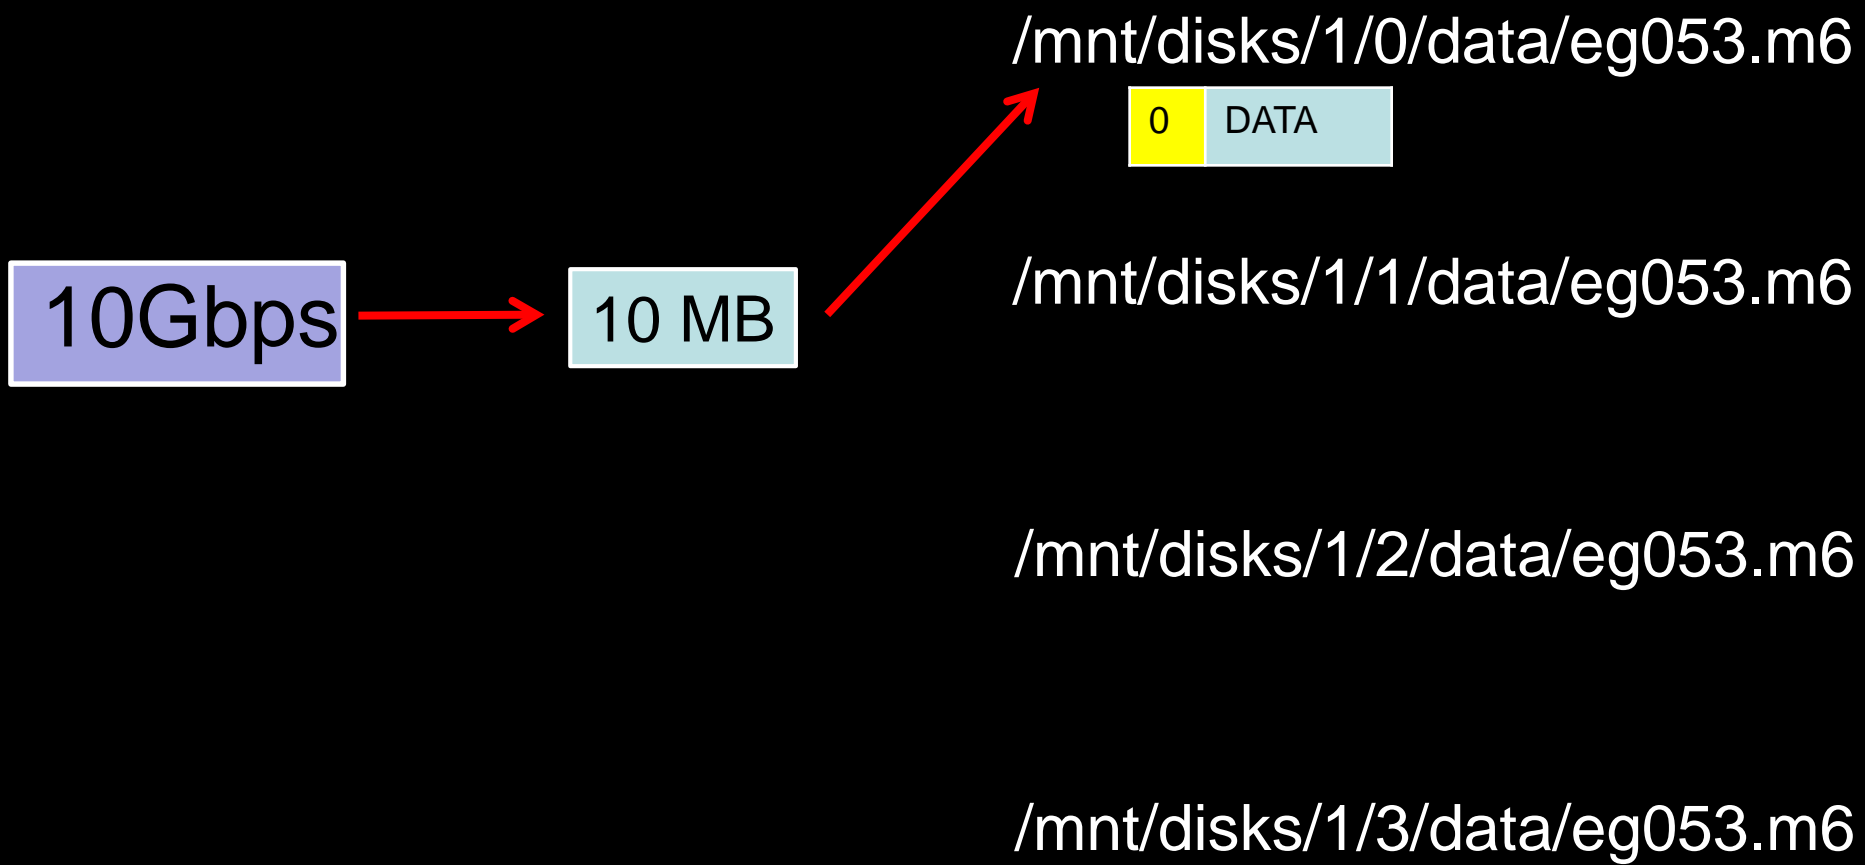 /mnt/disks/1/0/data/eg053.m6
0 DATA
/mnt/disks/1/1/data/eg053.m6
10Gbps
10 MB
/mnt/disks/1/2/data/eg053.m6
/mnt/disks/1/3/data/eg053.m6